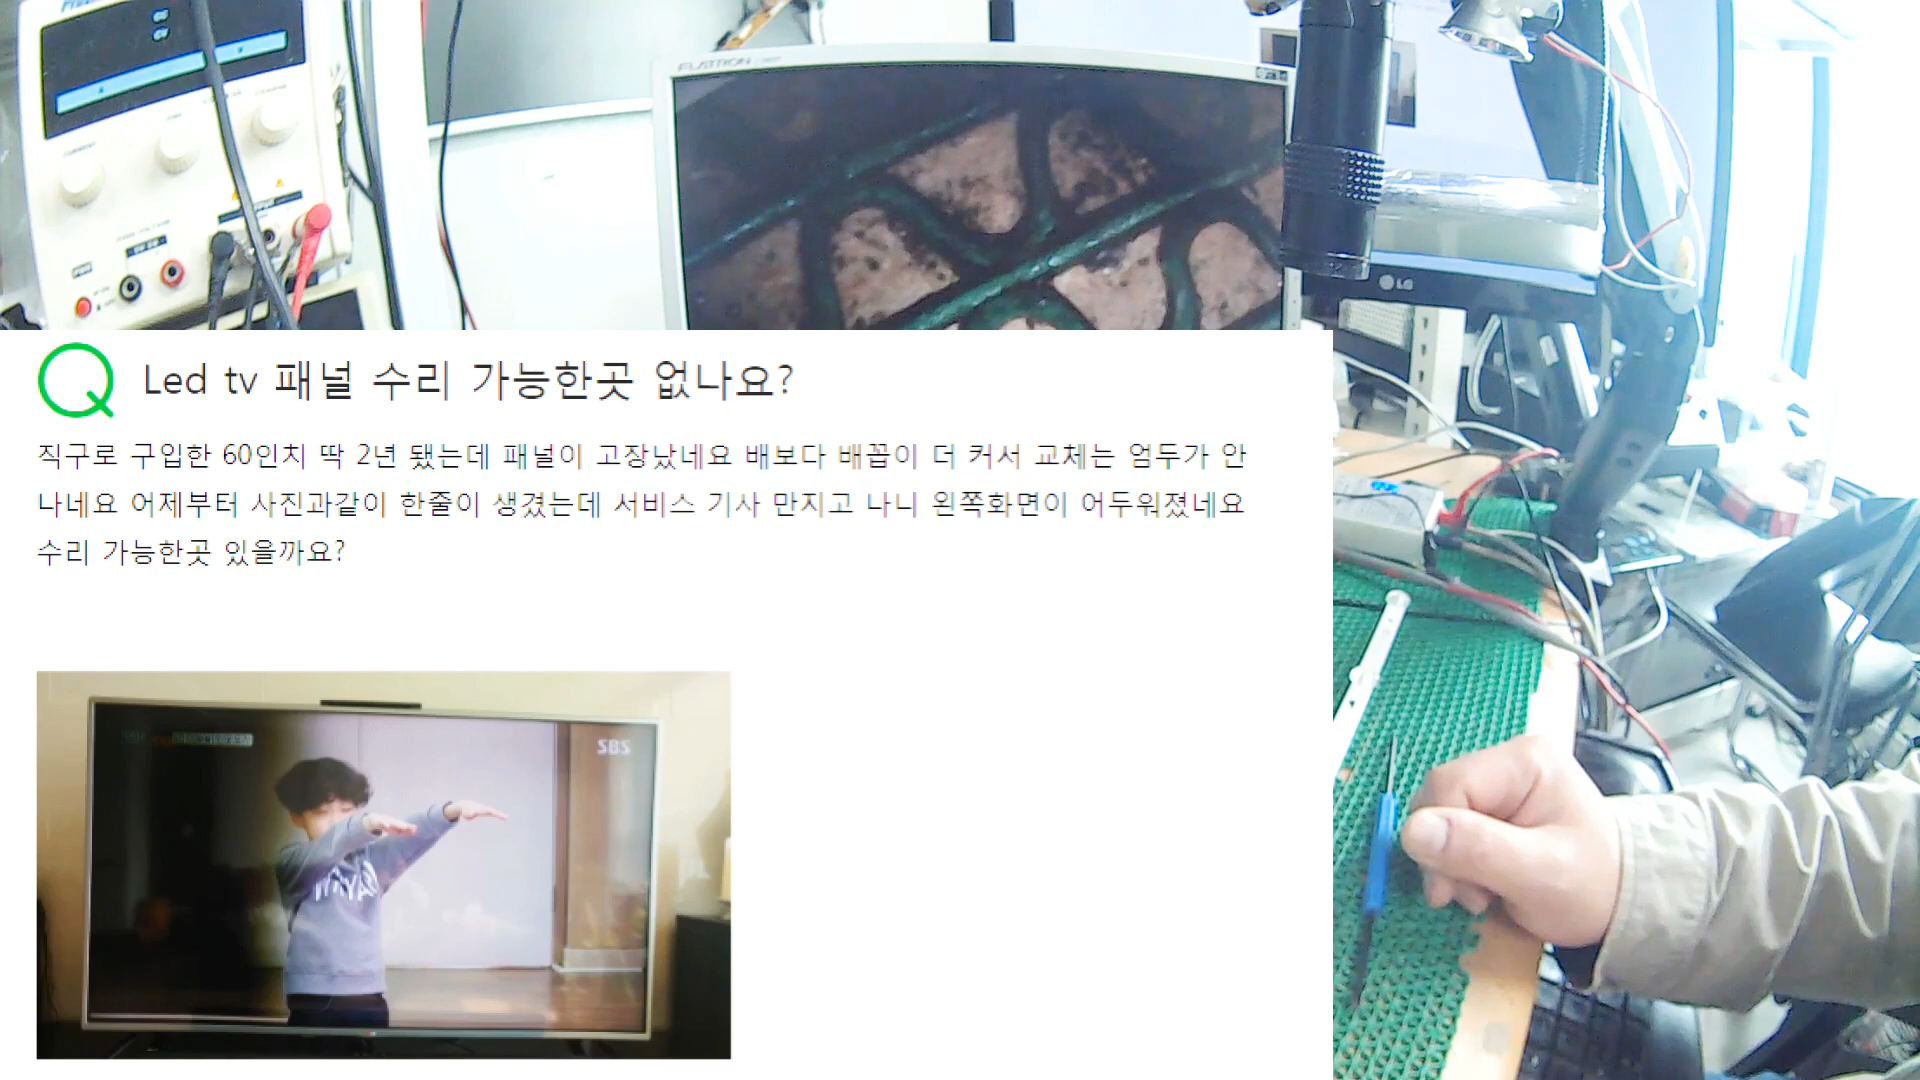 FLATRON
LG
Led tv 패널 수리 가능한곳 없나요?
직구로 구입한 60인치 딱 2년 됐는데 패널이 고장났네요 배보다 배꼽이 더 커서 교체는 엄두가 안
나네요 어제부터 사진과같이 한줄이 생겼는데 서비스 기사 만지고 나니 왼쪽화면이 어두워졌네요
수리 가능한곳 있을까요?
SBS